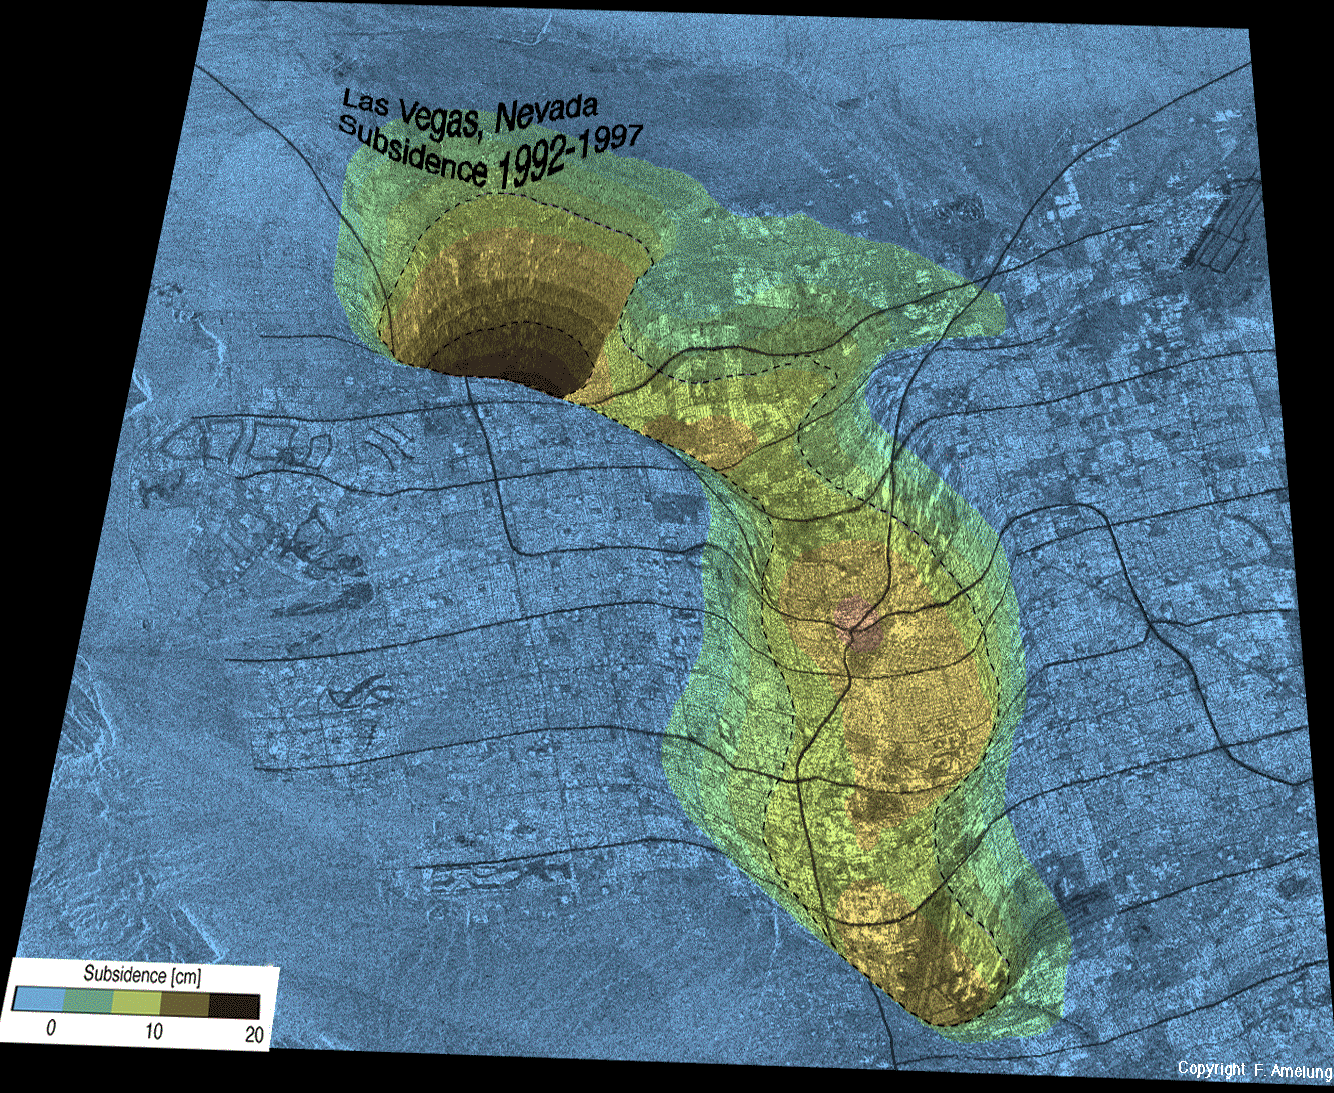 Las Vegas, Nevada
Subsidence 1992-1997
Subsidence [cm]
0 10 20
Copyright F. Amelung